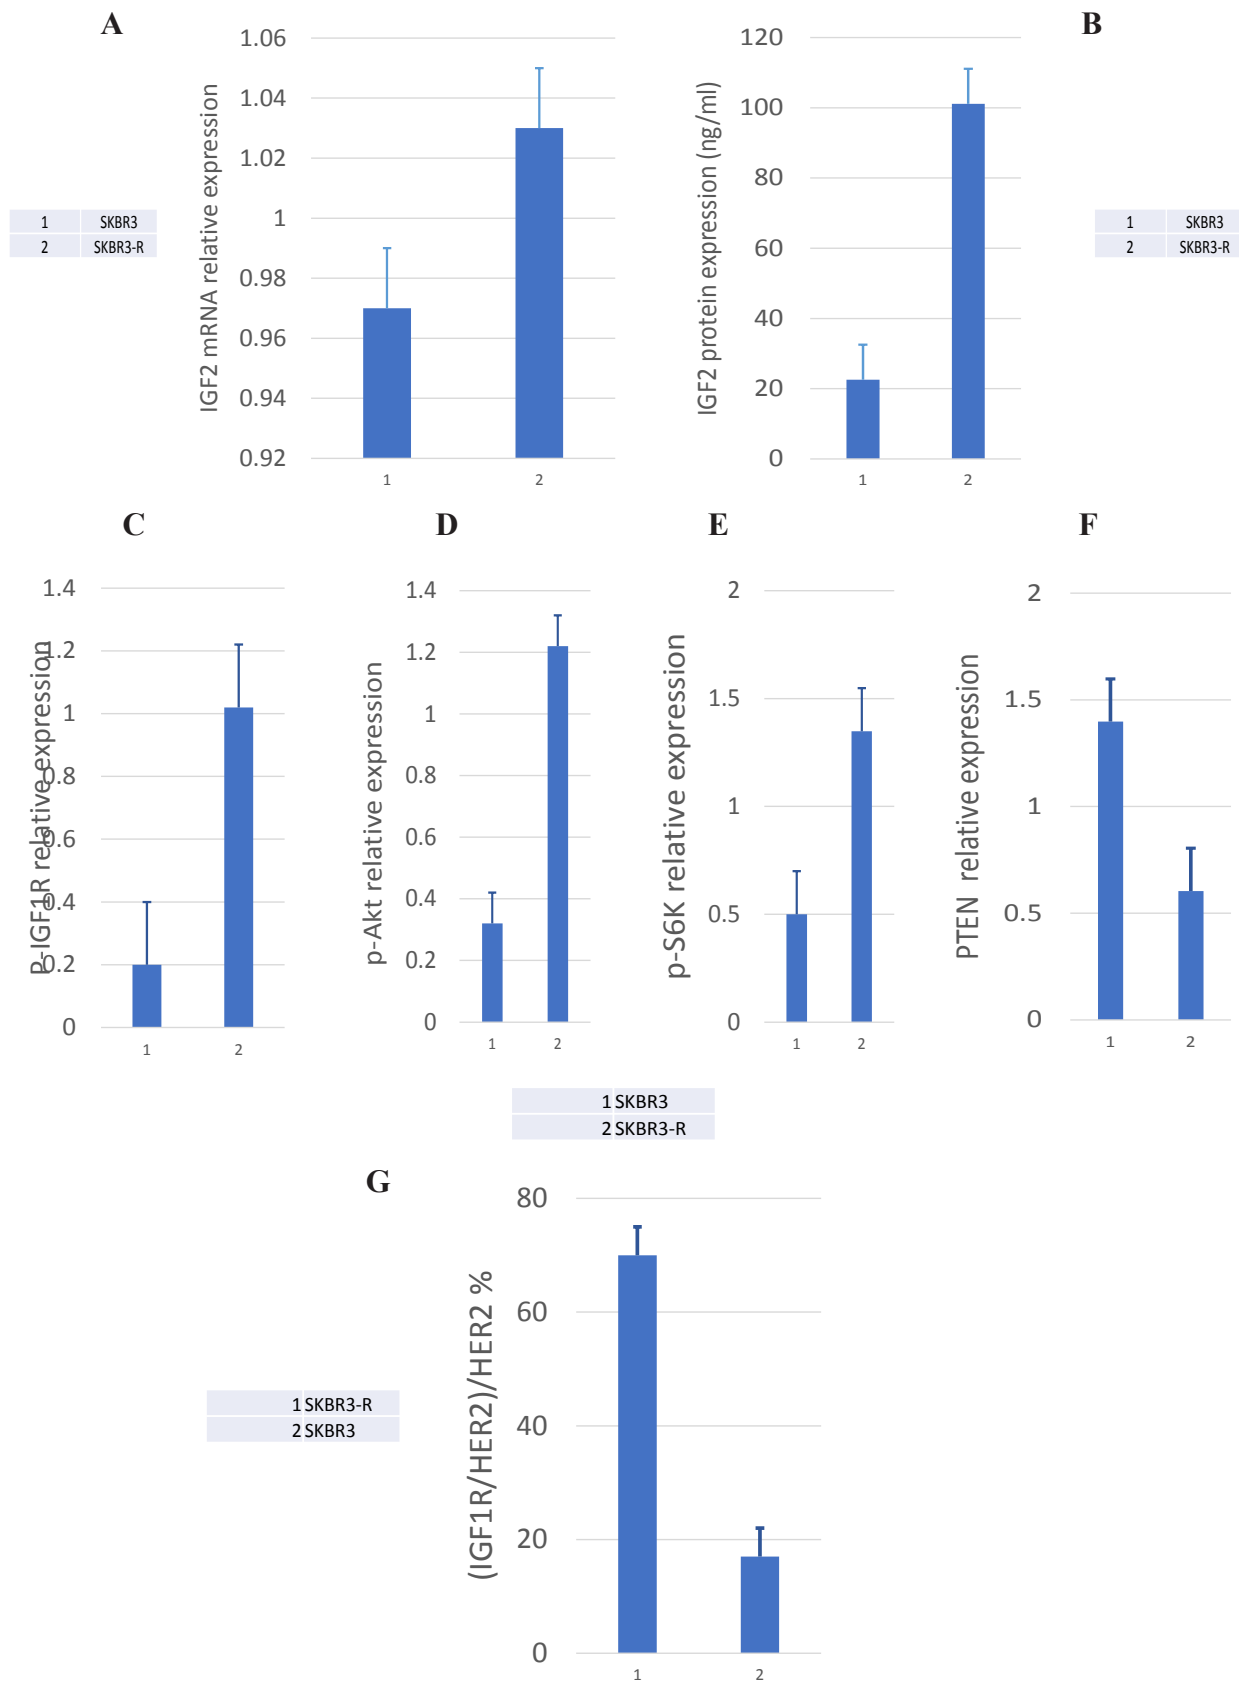 A
B
IGF2 mRNA relative expression
1.06
1.04
1.02
1
0.98
0.96
0.94
0.92
1
2
1 SKBR3
2 SKBR3-R
IGF2 protein expression (ng/ml)
120
100
80
60
40
20
0
1
2
1 SKBR3
2 SKBR3-R
C
D
E
F
P-IGF1R relative expression
1.4
1.2
1
0.8
0.6
0.4
0.2
0
1
2
p-Akt relative expression
1.4
1.2
1
0.8
0.6
0.4
0.2
0
1
2
p-S6K relative expression
2
1.5
1
0.5
0
1
2
PTEN relative expression
2
1.5
1
0.5
0
1
2
1 SKBR3
2 SKBR3-R
G
(IGF1R/HER2)/HER2 %
80
60
40
20
0
1
2
1 SKBR3-R
2 SKBR3